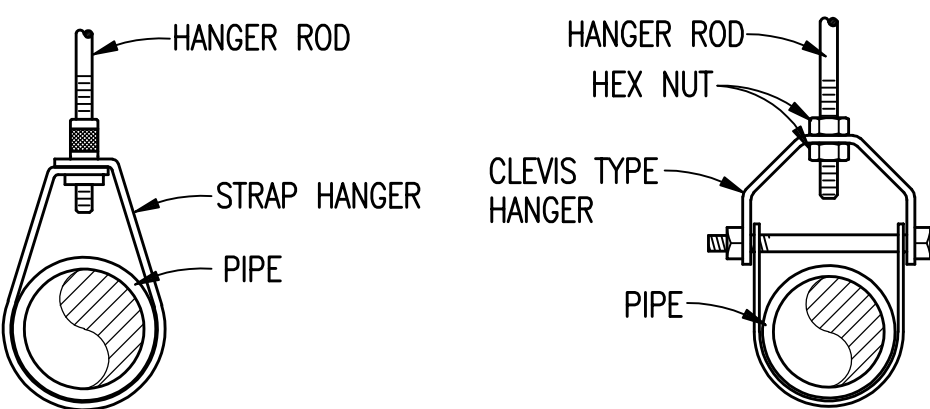 HANGER ROD
STRAP HANGER
PIPE
HANGER ROD
HEX NUT
CLEVIS TYPE
HANGER
PIPE